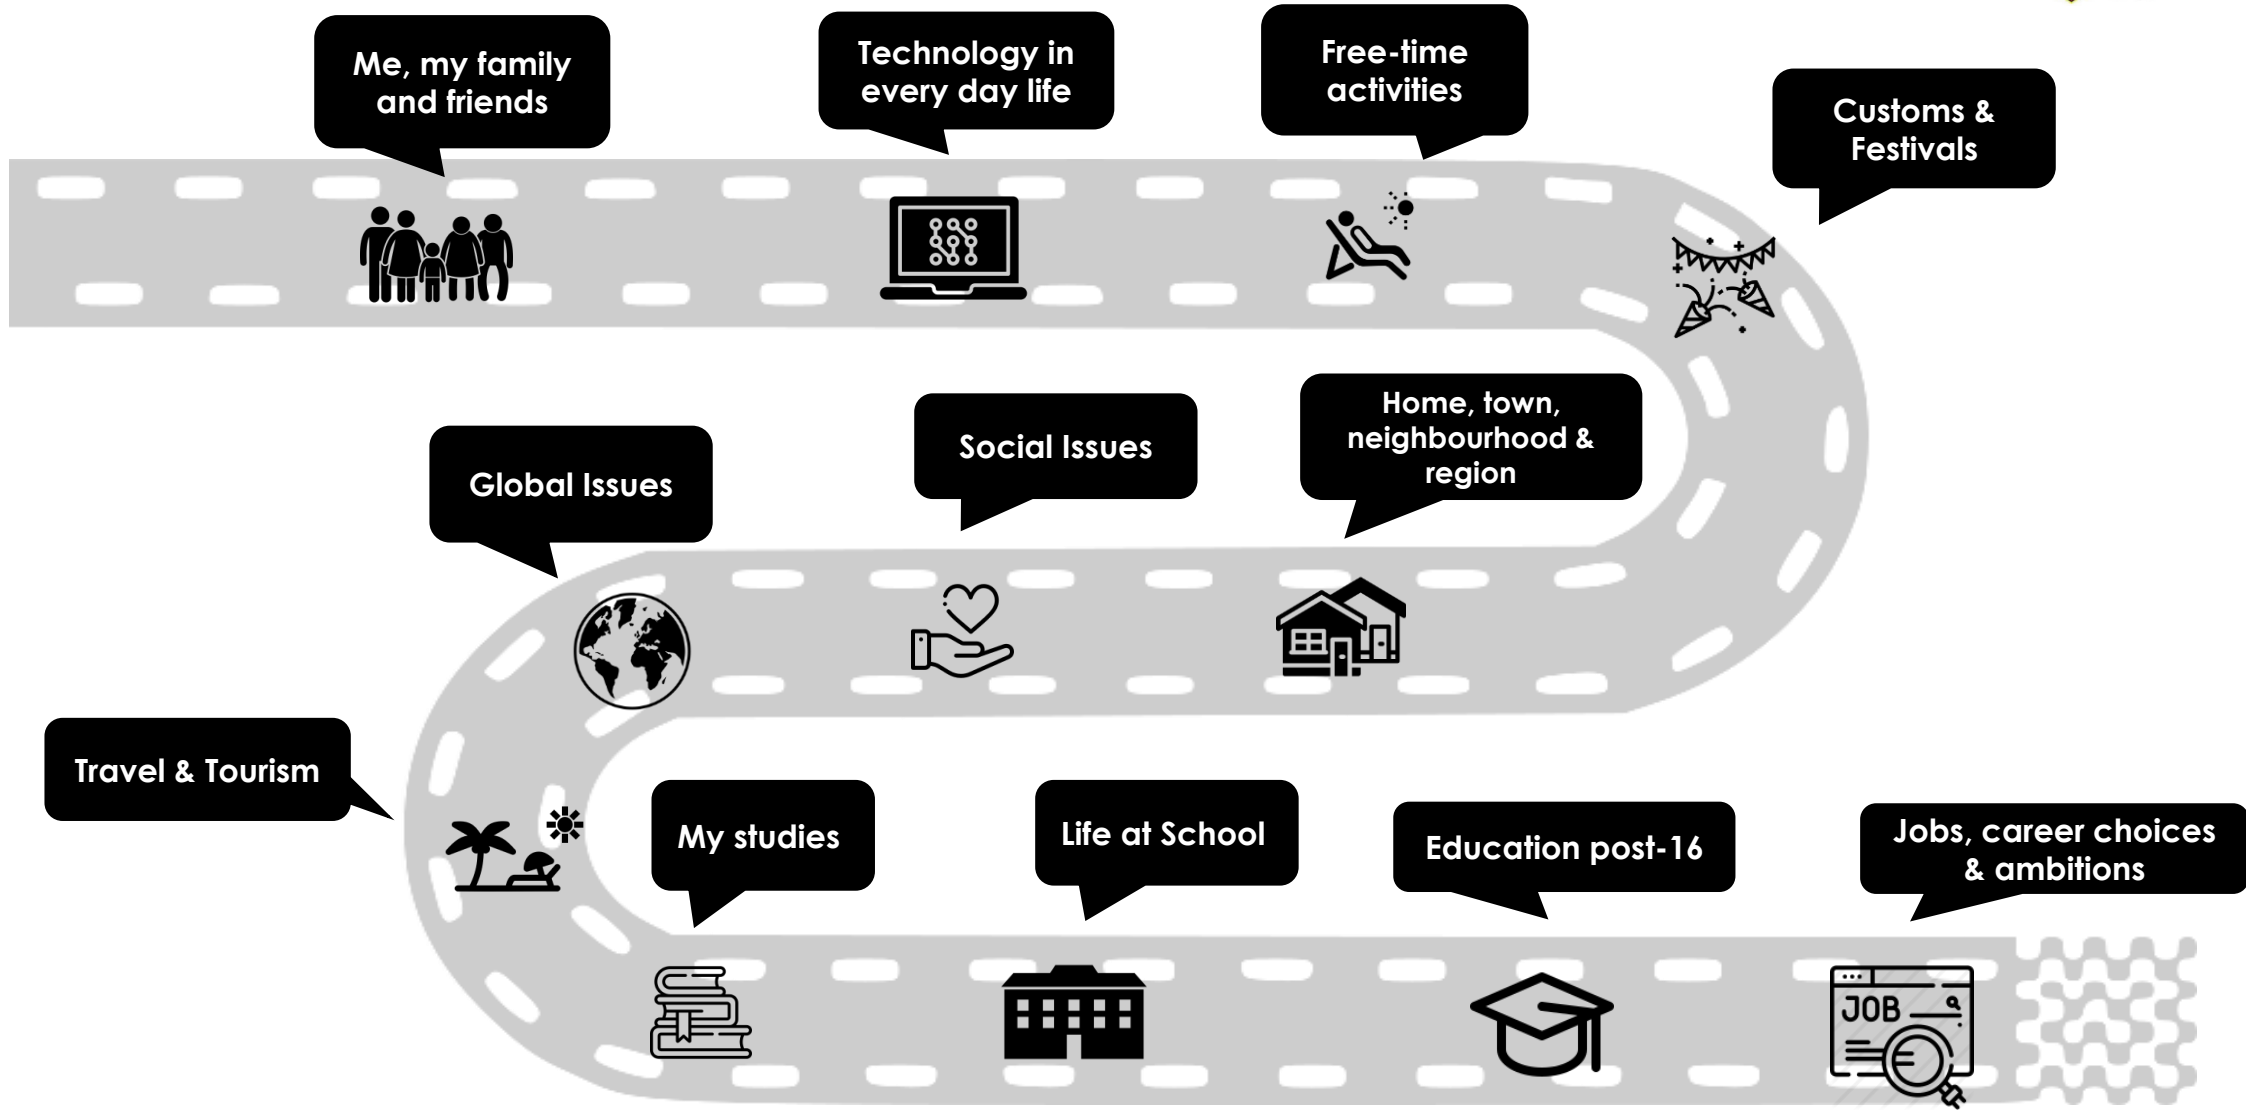 Me, my family
and friends
Technology in
every day life
Free-time
activities
Customs &
Festivals
Home, town,
neighbourhood &
region
Social Issues
Global Issues
Travel & Tourism
My studies
Life at School
Education post-16
Jobs, career choices
& ambitions
JOB